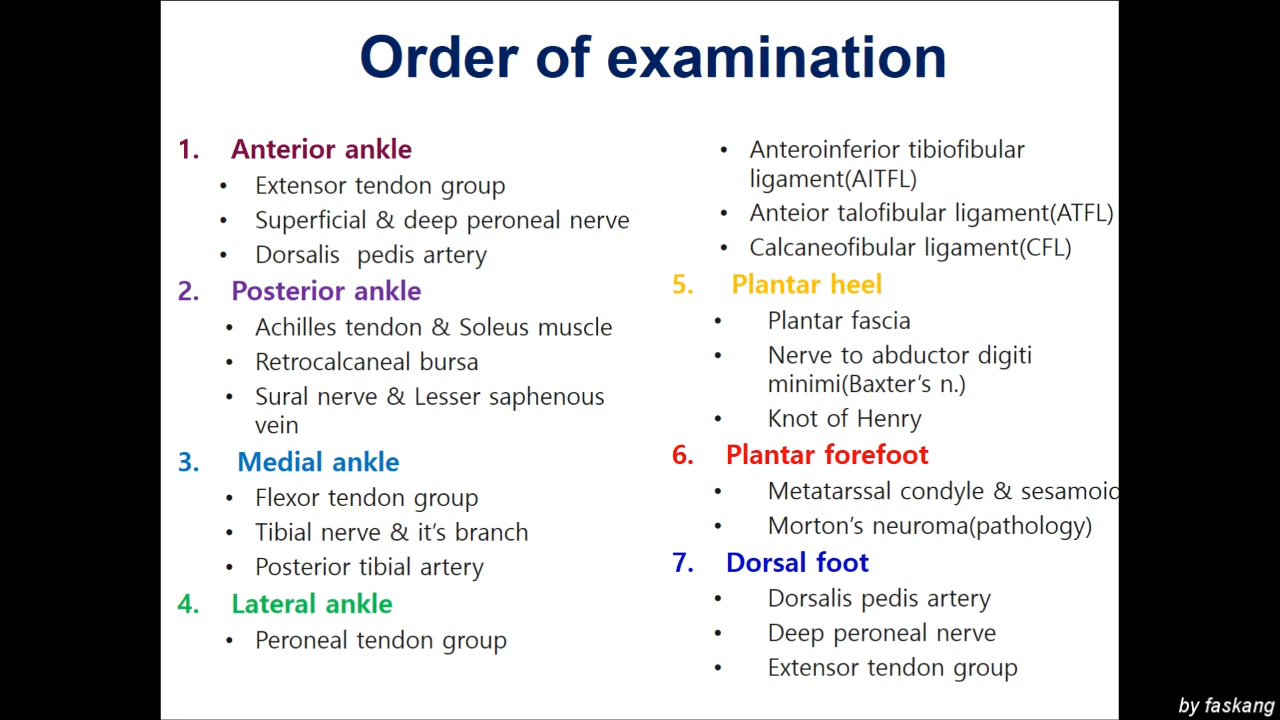 Order of examination
1. Anterior ankle
• Extensor tendon group
• Superficial & deep peroneal nerve
• Dorsalis pedis artery
2. Posterior ankle
• Achilles tendon & Soleus muscle
• Retrocalcaneal bursa
• Sural nerve & Lesser saphenous
vein
3. Medial ankle
• Flexor tendon group
• Tibial nerve & it's branch
• Posterior tibial artery
4. Lateral ankle
• Peroneal tendon group
• Anteroinferior tibiofibular
ligament(AITFL)
• Anteior talofibular ligament(ATFL)
• Calcaneofibular ligament(CFL)
5. Plantar heel
• Plantar fascia
• Nerve to abductor digiti
minimi(Baxter's n.)
• Knot of Henry
6. Plantar forefoot
• Metatarssal condyle & sesamoid
• Morton's neuroma(pathology)
7. Dorsal foot
• Dorsalis pedis artery
• Deep peroneal nerve
• Extensor tendon group
by faskang